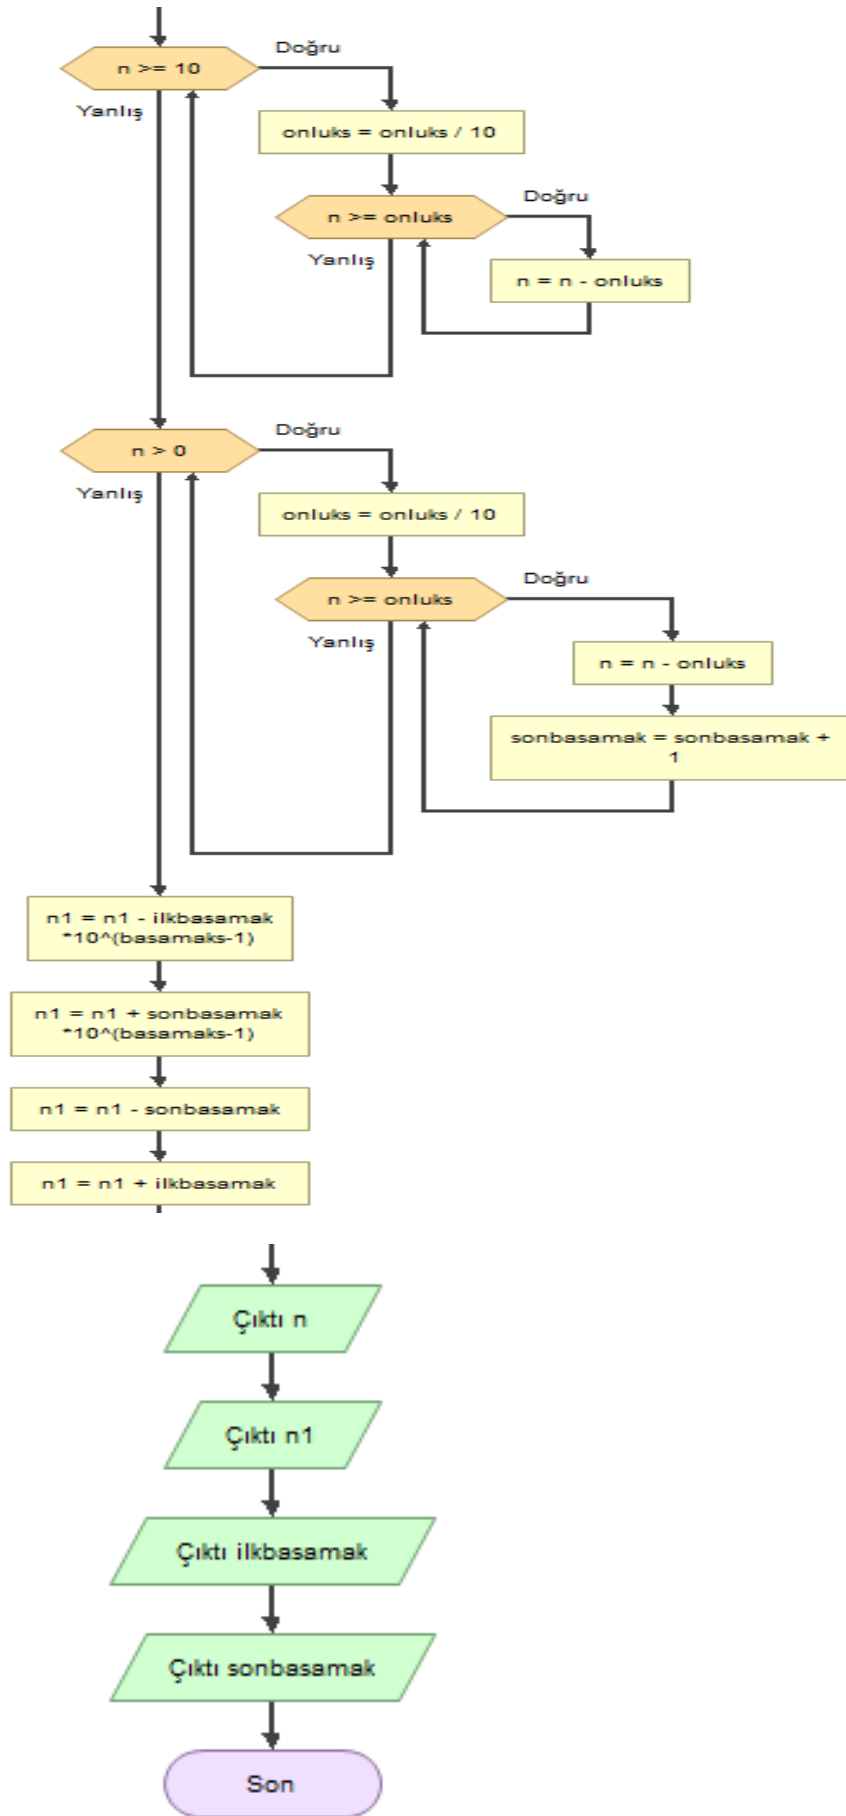 Doğru
n >= 10
Yanlış
onluks = onluks / 10
Doğru
n >= onluks
Yanlış
n = n - onluks
Doğru
n > 0
Yanlış
onluks = onluks / 10
Doğru
n >= onluks
Yanlış
n = n - onluks
sonbasamak = sonbasamak +
1
n1 = n1 - ilkbasamak
*10^(basamaks-1)
n1 = n1 + sonbasamak
*10^(basamaks-1)
n1 = n1 - sonbasamak
n1 = n1 + ilkbasamak
Çıktı n
Çıktı n1
Çıktı ilkbasamak
Çıktı sonbasamak
Son